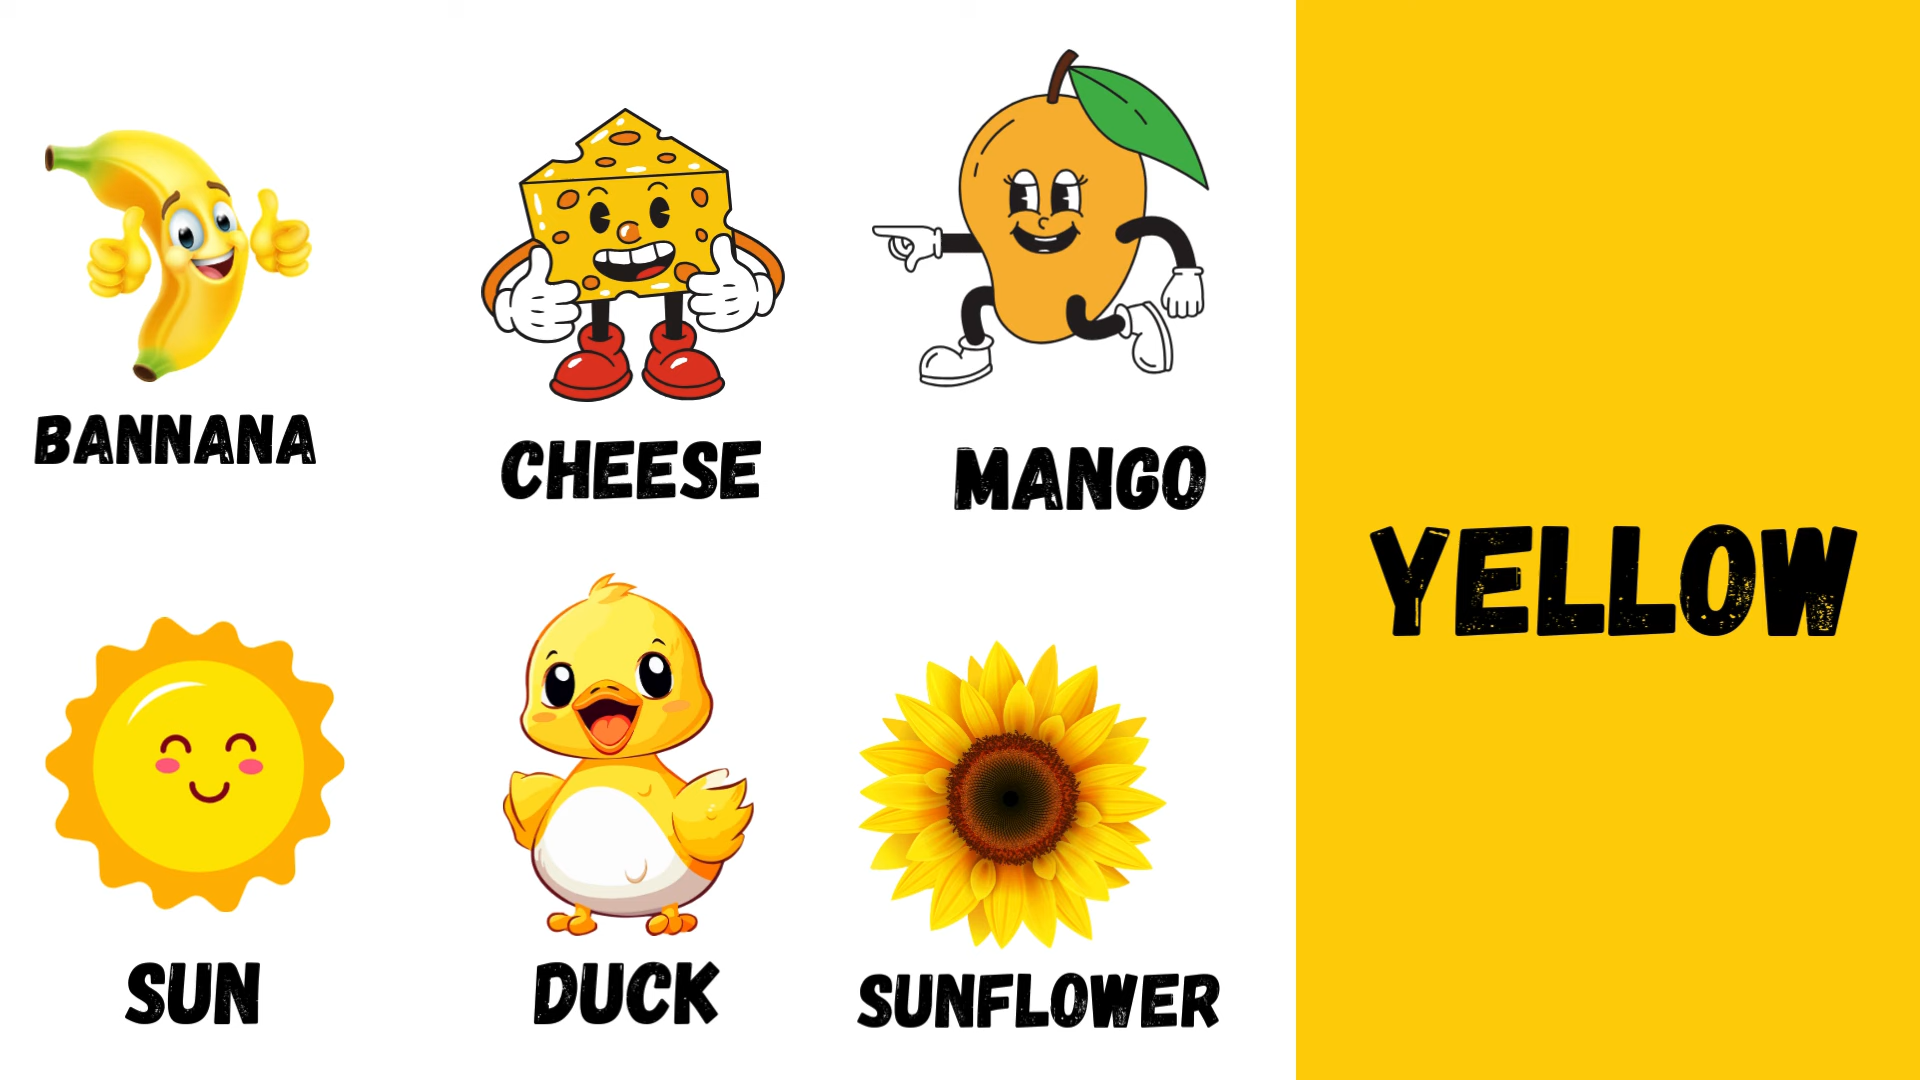 BANNANA
CHEESE
MANGO
SUN
DUCK
SUNFLOWER
YELLOW